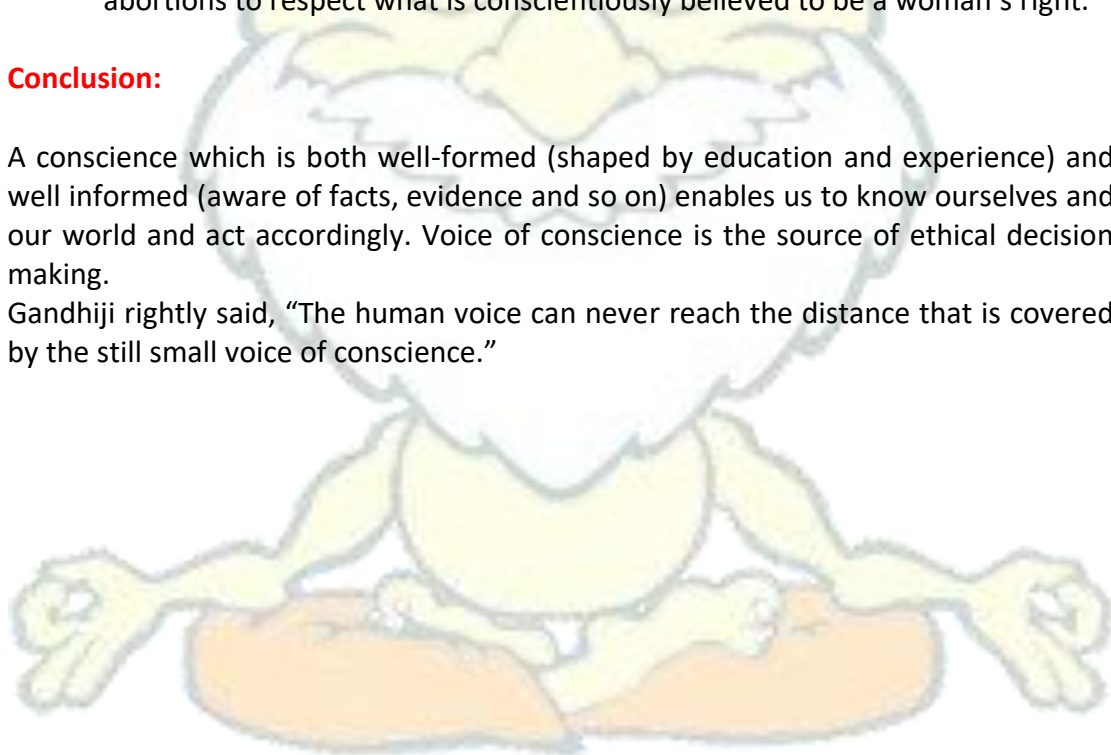 abortions to respect what is conscientiously believed to be a woman's right.
Conclusion:
A conscience which is both well-formed (shaped by education and experience) and
well informed (aware of facts, evidence and so on) enables us to know ourselves and
our world and act accordingly. Voice of conscience is the source of ethical decision
making.
Gandhiji rightly said, “The human voice can never reach the distance that is covered
by the still small voice of conscience.”